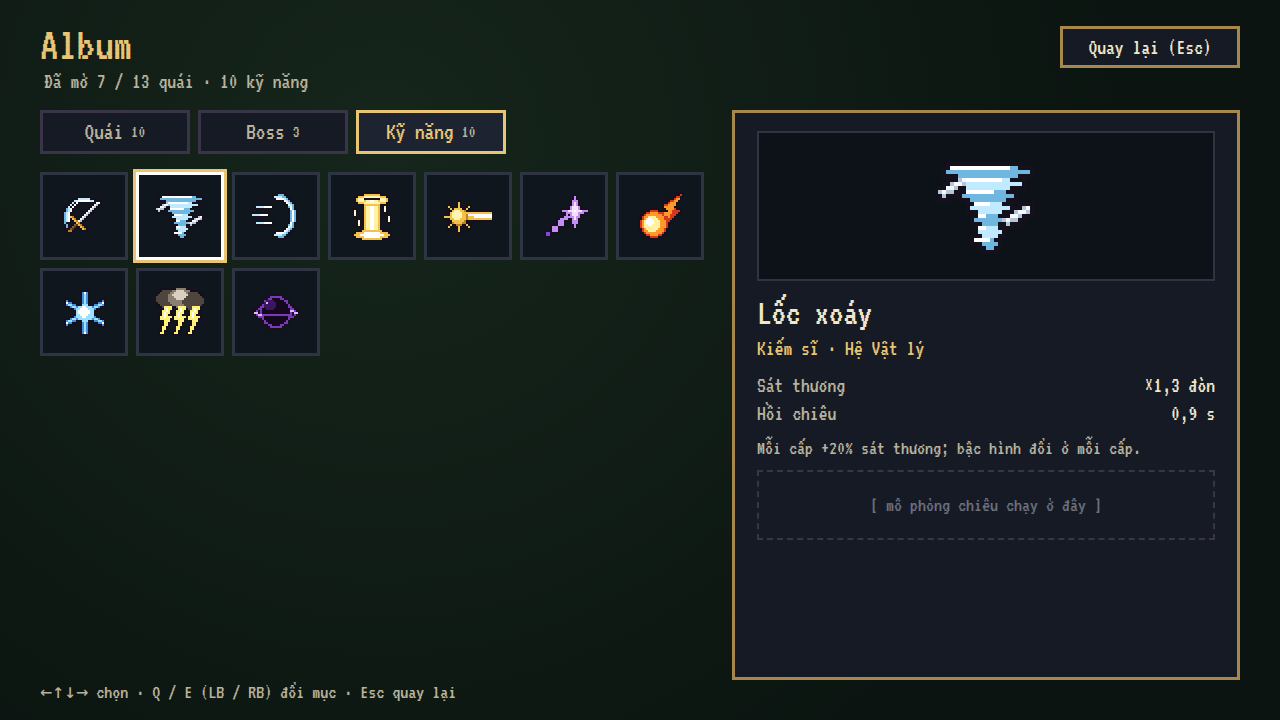 Album
Đã mở 7 / 13 quái · 10 kỹ năng
Quay lại (Esc)
Quái 10
Boss 3
Kỹ năng 10
Lốc xoáy
Kiếm sĩ · Hệ Vật lý
Sát thương ×1,3 đòn
Hồi chiêu 0,9 s
Mỗi cấp +20% sát thương; bậc hình đổi ở mỗi cấp.
[ mô phỏng chiêu chạy ở đây ]
←↑↓→ chọn · Q / E (LB / RB) đổi mục · Esc quay lại